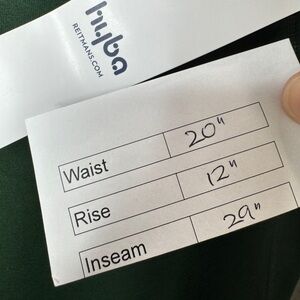 hyba
REITMANS.COM
Waist 20"
Rise 12"
Inseam 29"